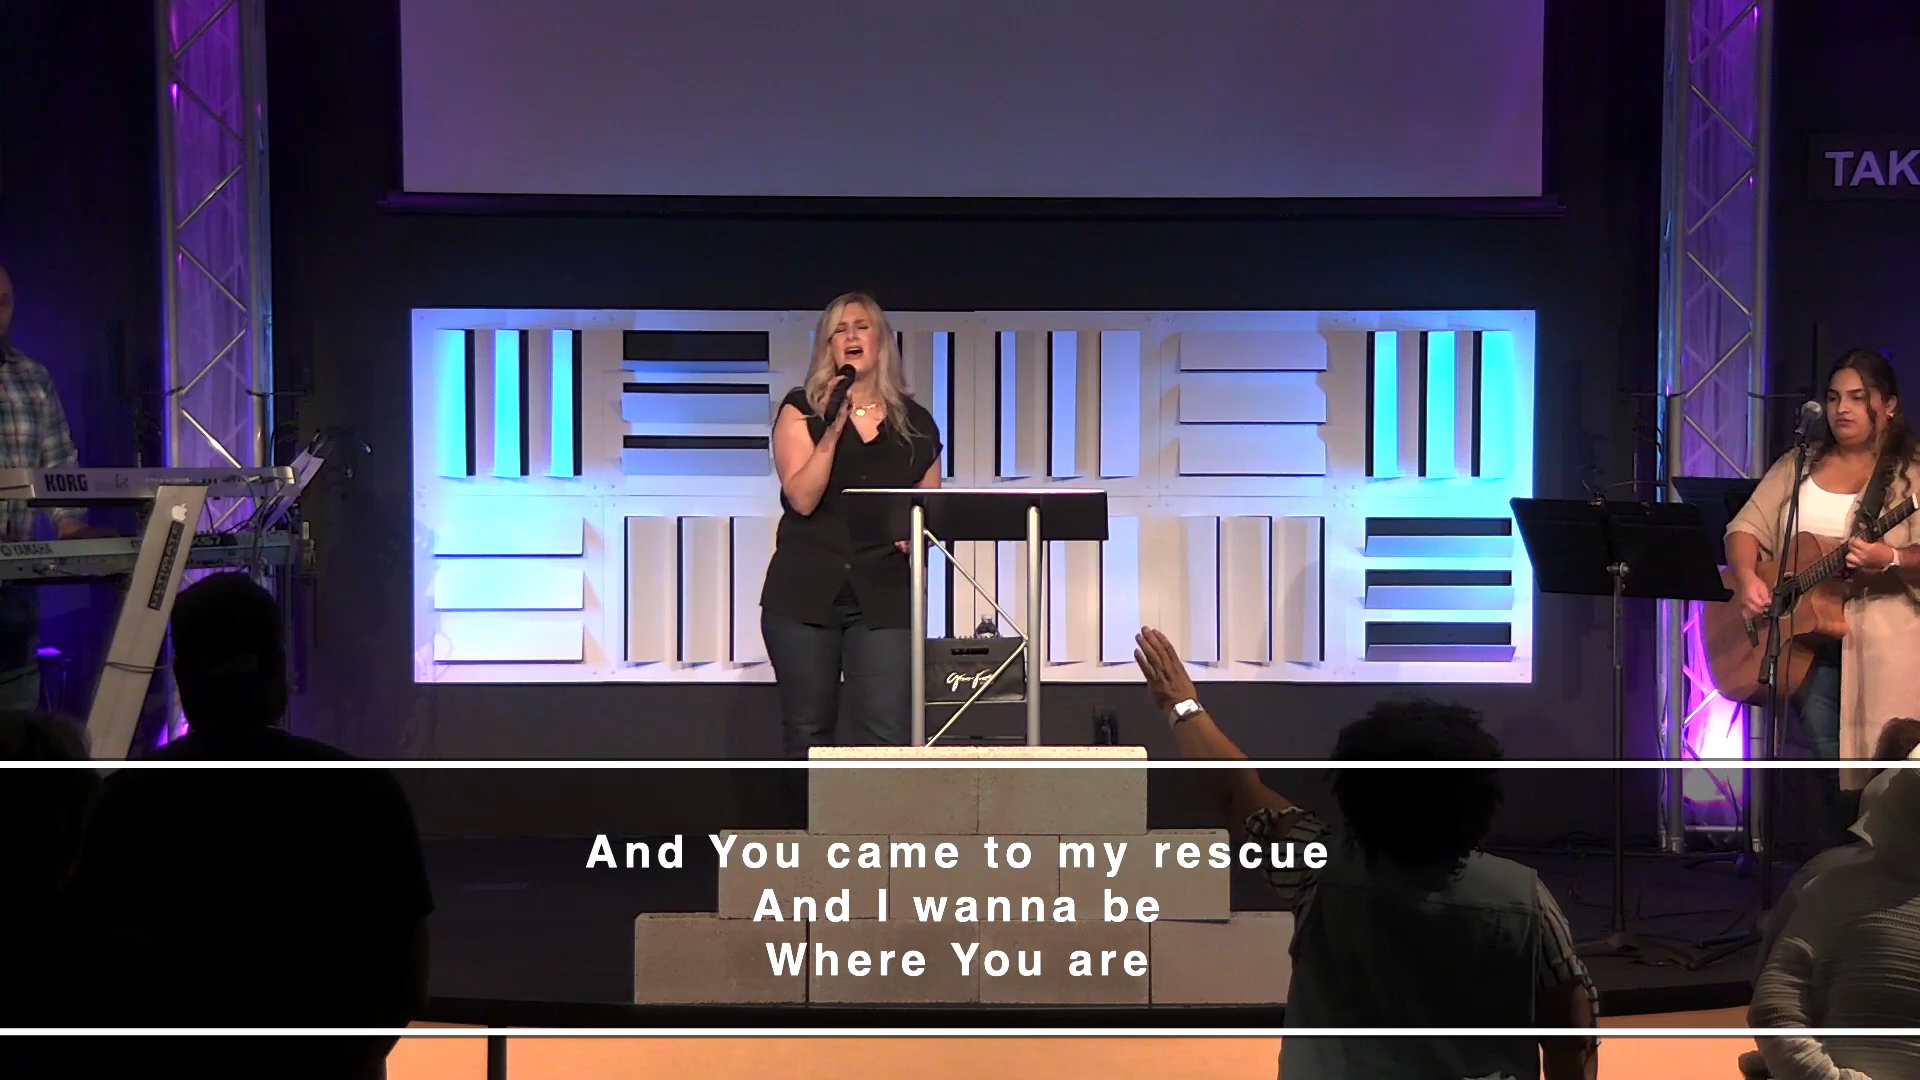 TAK
KORG
YAMAHA
And You came to my rescue
And I wanna be
Where You are